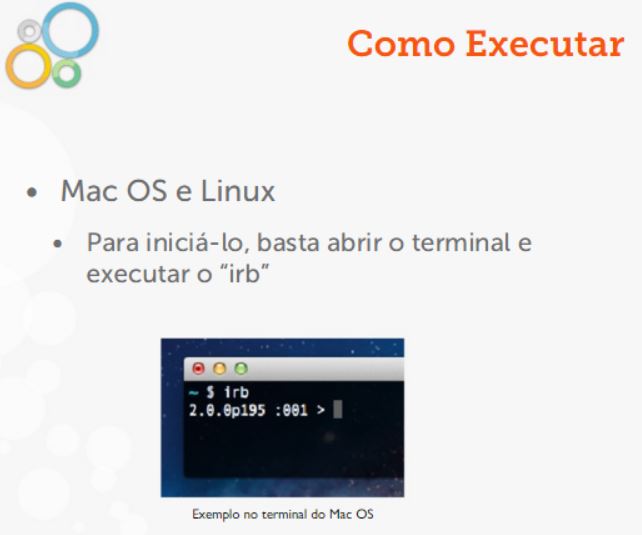 Como Executar
• Mac OS e Linux
• Para iniciá-lo, basta abrir o terminal e
executar o “irb”
~ $ irb
2.0.0p195 :001 >
Exemplo no terminal do Mac OS